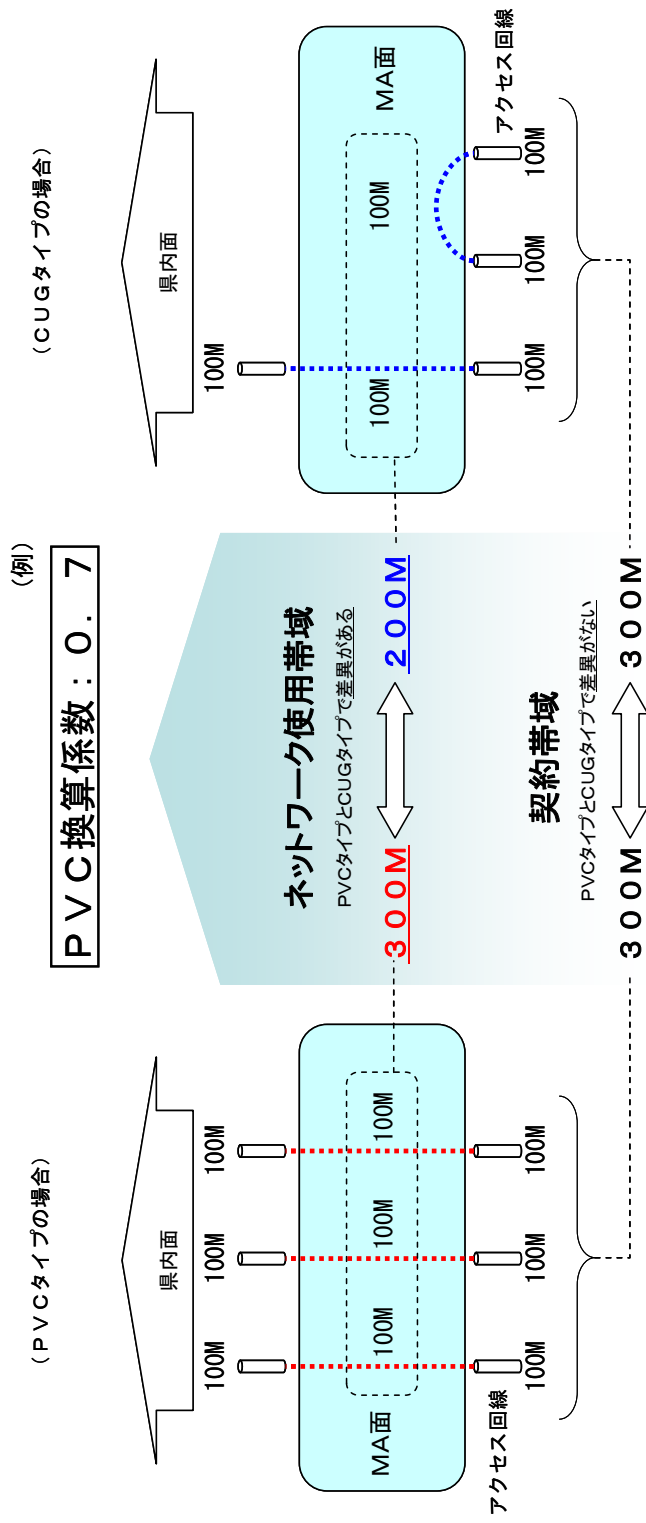 (例)
ＰＶＣ換算係数：０．７
(ＰＶＣタイプの場合)
県内面
100M
100M
100M
MA面
100M
100M
100M
アクセス回線
100M
100M
100M
ネットワーク使用帯域
PVCタイプとCUGタイプで差異がある
３００Ｍ
２００Ｍ
契約帯域
PVCタイプとCUGタイプで差異がない
３００Ｍ
３００Ｍ
(ＣＵＧタイプの場合)
県内面
100M
MA面
100M
100M
アクセス回線
100M
100M
100M